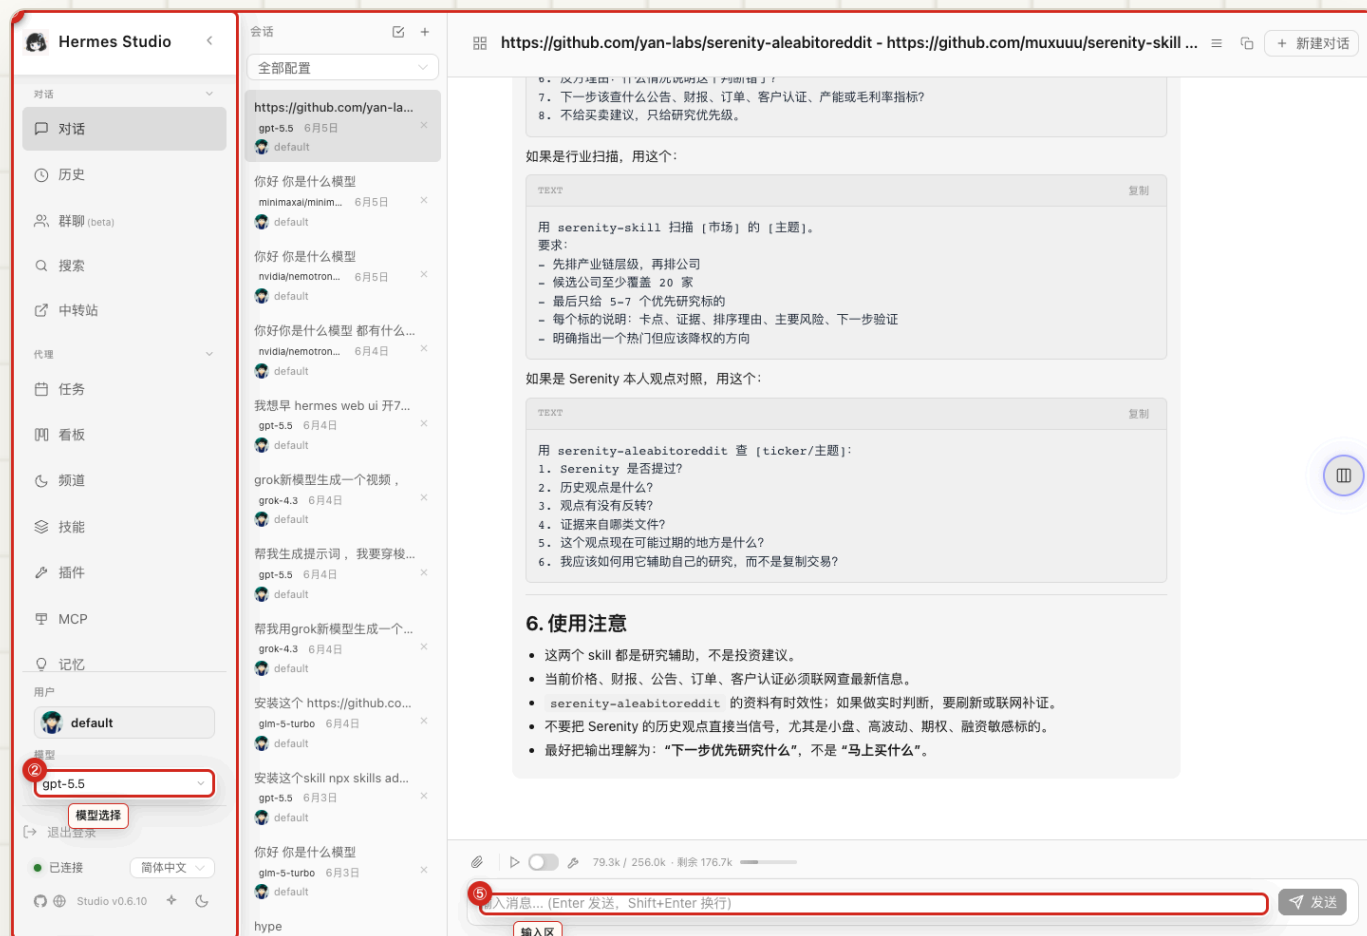 Hermes Studio
对话
对话
历史
群聊 (beta)
搜索
中转站
代理
任务
看板
频道
技能
插件
MCP
记忆
用户
default
模型
②
gpt-5.5
模型选择
退出登录
已连接
简体中文
Studio v0.6.10
会话
全部配置
https://github.com/yan-la...
gpt-5.5 6月5日
default
你好 你是什么模型
minimaxai/minim... 6月5日
default
你好 你是什么模型
nvidia/nemotron... 6月5日
default
你好你是什么模型 都有什么...
nvidia/nemotron... 6月4日
default
我想早 hermes web ui 开7...
gpt-5.5 6月4日
default
grok新模型生成一个视频 ,
grok-4.3 6月4日
default
帮我生成提示词 ，我要穿梭...
gpt-5.5 6月4日
default
帮我用grok新模型生成一个...
grok-4.3 6月4日
default
安装这个 https://github.co...
glm-5-turbo 6月4日
default
安装这个skill npx skills ad...
gpt-5.5 6月3日
default
你好 你是什么模型
glm-5-turbo 6月3日
default
hype
https://github.com/yan-labs/serenity-aleabitoreddit - https://github.com/muxuuu/serenity-skill ...
新建对话
6. 反方理由：什么情况说明这个判断错了？
7. 下一步该查什么公告、财报、订单、客户认证、产能或毛利率指标？
8. 不给买卖建议，只给研究优先级。
如果是行业扫描，用这个：
TEXT 复制
用 serenity-skill 扫描 [市场] 的 [主题]。
要求：
- 先排产业链层级，再排公司
- 候选公司至少覆盖 20 家
- 最后只给 5-7 个优先研究标的
- 每个标的说明：卡点、证据、排序理由、主要风险、下一步验证
- 明确指出一个热门但应该降权的方向
如果是 Serenity 本人观点对照，用这个：
TEXT 复制
用 serenity-aleabitoreddit 查 [ticker/主题]：
1. Serenity 是否提过？
2. 历史观点是什么？
3. 观点有没有反转？
4. 证据来自哪类文件？
5. 这个观点现在可能过期的地方是什么？
6. 我应该如何用它辅助自己的研究，而不是复制交易？
6. 使用注意
这两个 skill 都是研究辅助，不是投资建议。
当前价格、财报、公告、订单、客户认证必须联网查最新信息。
serenity-aleabitoreddit 的资料有时效性；如果做实时判断，要刷新或联网补证。
不要把 Serenity 的历史观点直接当信号，尤其是小盘、高波动、期权、融资敏感标的。
最好把输出理解为：“下一步优先研究什么”，不是 “马上买什么”。
79.3k / 256.0k · 剩余 176.7k
⑤
入消息... (Enter 发送，Shift+Enter 换行)
发送
输入区